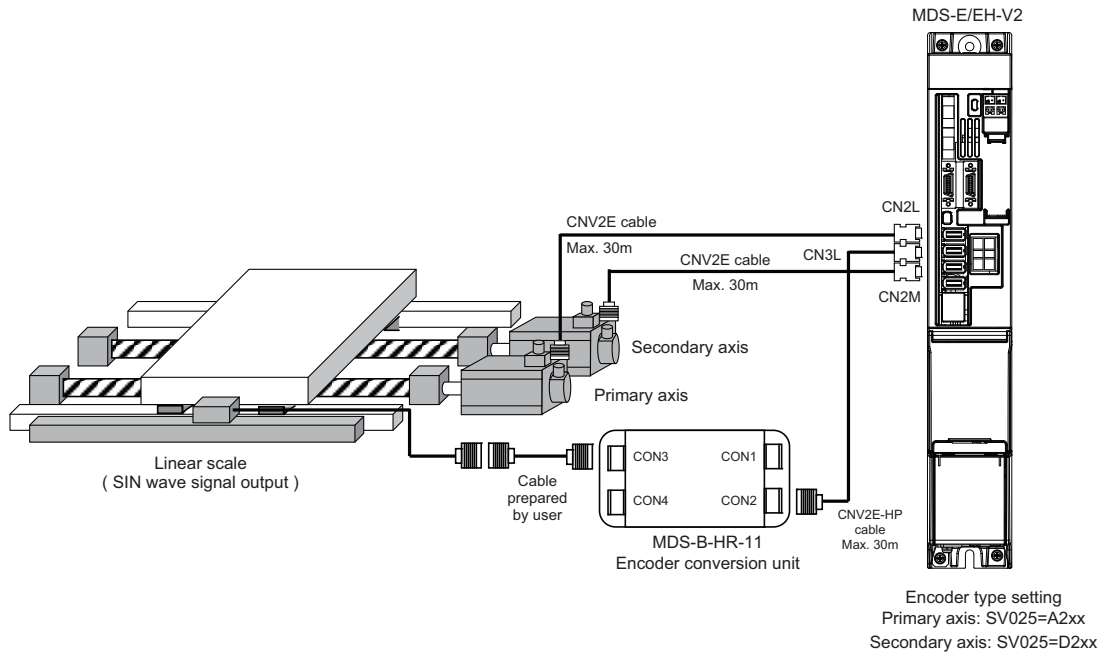 MDS-E/EH-V2
CN2L
CNV2E cable
Max. 30m
CN3L
CNV2E cable
Max. 30m
CN2M
Secondary axis
Primary axis
Linear scale
( SIN wave signal output )
Cable
prepared
by user
CON3
CON1
CON4
CON2
MDS-B-HR-11
Encoder conversion unit
CNV2E-HP
cable
Max. 30m
Encoder type setting
Primary axis: SV025=A2xx
Secondary axis: SV025=D2xx